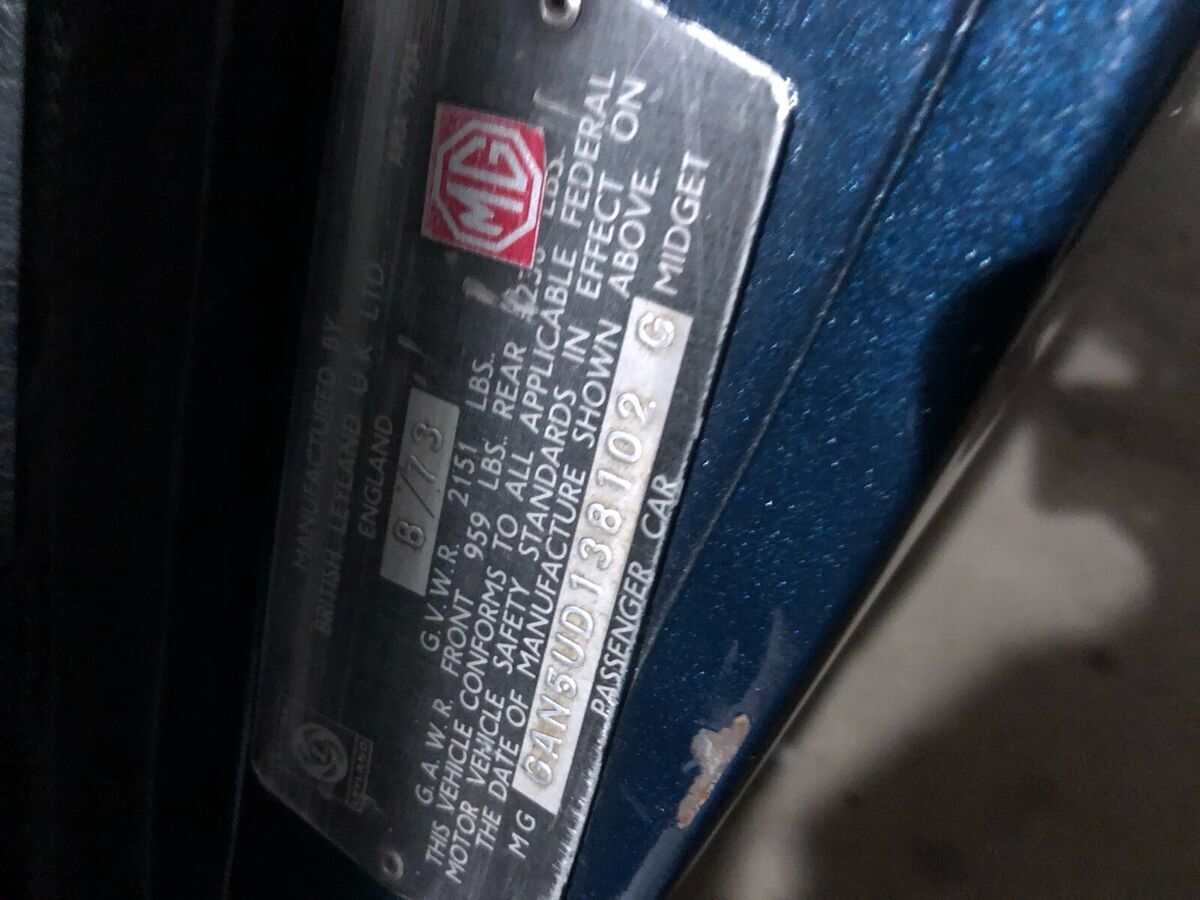 MANUFACTURED BY
BRITISH LEYLAND U.K. LTD.
ENGLAND
8/73
MG
LEYLAND
G.V.W.R. 2151 LBS.
G.A.W.R. FRONT 959 LBS. REAR LBS.
THIS VEHICLE CONFORMS TO ALL APPLICABLE FEDERAL
MOTOR VEHICLE SAFETY STANDARDS IN EFFECT ON
THE DATE OF MANUFACTURE SHOWN ABOVE.
MG GAN5UD138102 G MIDGET
PASSENGER CAR